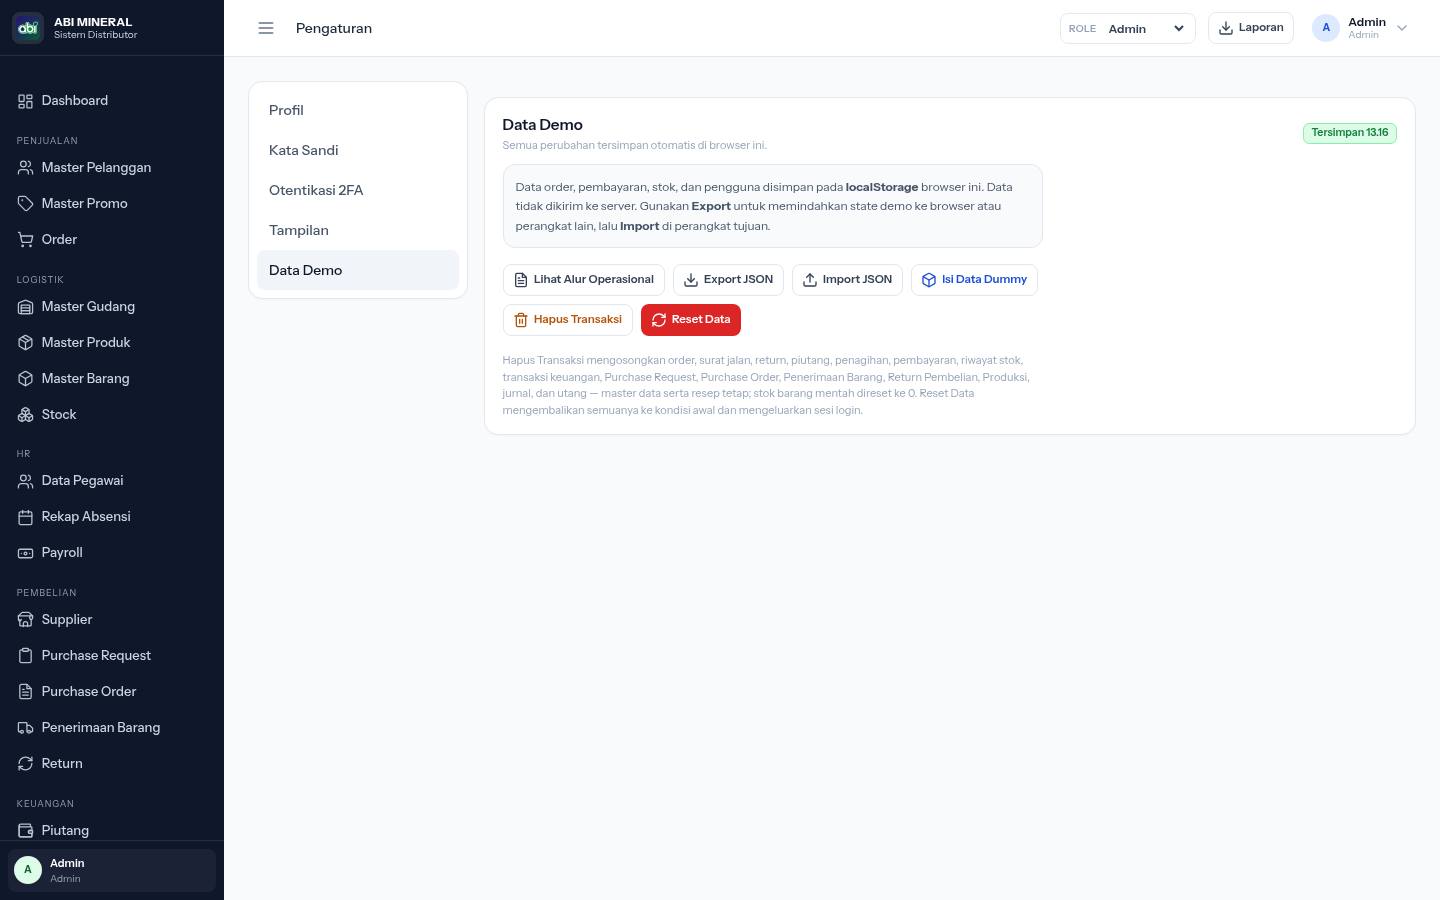 abi
ABI MINERAL
Sistem Distributor
Dashboard
PENJUALAN
Master Pelanggan
Master Promo
Order
LOGISTIK
Master Gudang
Master Produk
Master Barang
Stock
HR
Data Pegawai
Rekap Absensi
Payroll
PEMBELIAN
Supplier
Purchase Request
Purchase Order
Penerimaan Barang
Return
KEUANGAN
Piutang
A
Admin
Admin
Pengaturan
ROLE Admin
Laporan
A
Admin
Admin
Profil
Kata Sandi
Otentikasi 2FA
Tampilan
Data Demo
Data Demo
Semua perubahan tersimpan otomatis di browser ini.
Tersimpan 13.16
Data order, pembayaran, stok, dan pengguna disimpan pada localStorage browser ini. Data
tidak dikirim ke server. Gunakan Export untuk memindahkan state demo ke browser atau
perangkat lain, lalu Import di perangkat tujuan.
Lihat Alur Operasional
Export JSON
Import JSON
Isi Data Dummy
Hapus Transaksi
Reset Data
Hapus Transaksi mengosongkan order, surat jalan, return, piutang, penagihan, pembayaran, riwayat stok,
transaksi keuangan, Purchase Request, Purchase Order, Penerimaan Barang, Return Pembelian, Produksi,
jurnal, dan utang — master data serta resep tetap; stok barang mentah direset ke 0. Reset Data
mengembalikan semuanya ke kondisi awal dan mengeluarkan sesi login.